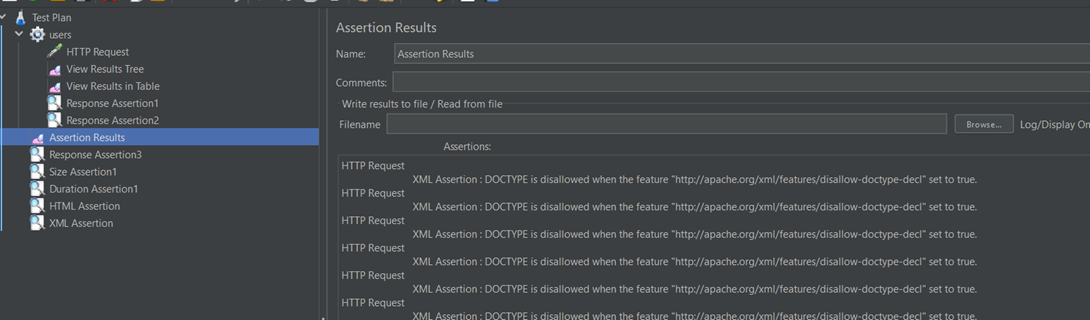 Test Plan
users
HTTP Request
View Results Tree
View Results in Table
Response Assertion1
Response Assertion2
Assertion Results
Response Assertion3
Size Assertion1
Duration Assertion1
HTML Assertion
XML Assertion
Assertion Results
Name: Assertion Results
Comments:
Write results to file / Read from file
Filename Browse... Log/Display On
Assertions:
HTTP Request
XML Assertion : DOCTYPE is disallowed when the feature "http://apache.org/xml/features/disallow-doctype-decl" set to true.
HTTP Request
XML Assertion : DOCTYPE is disallowed when the feature "http://apache.org/xml/features/disallow-doctype-decl" set to true.
HTTP Request
XML Assertion : DOCTYPE is disallowed when the feature "http://apache.org/xml/features/disallow-doctype-decl" set to true.
HTTP Request
XML Assertion : DOCTYPE is disallowed when the feature "http://apache.org/xml/features/disallow-doctype-decl" set to true.
HTTP Request
XML Assertion : DOCTYPE is disallowed when the feature "http://apache.org/xml/features/disallow-doctype-decl" set to true.
HTTP Request
XML Assertion : DOCTYPE is disallowed when the feature "http://apache.org/xml/features/disallow-doctype-decl" set to true.